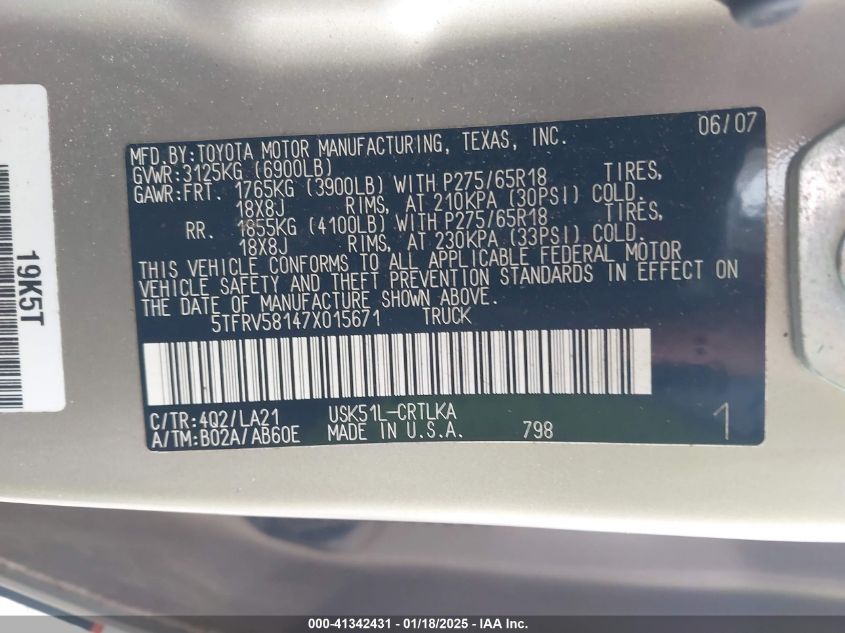 06/07
MFD.BY:TOYOTA MOTOR MANUFACTURING, TEXAS, INC.
GVWR:3125KG (6900LB)
GAWR:FRT. 1765KG (3900LB) WITH P275/65R18 TIRES,
18X8J RIMS, AT 210KPA (30PSI) COLD.
RR. 1855KG (4100LB) WITH P275/65R18 TIRES,
18X8J RIMS, AT 230KPA (33PSI) COLD.
THIS VEHICLE CONFORMS TO ALL APPLICABLE FEDERAL MOTOR
VEHICLE SAFETY AND THEFT PREVENTION STANDARDS IN EFFECT ON
THE DATE OF MANUFACTURE SHOWN ABOVE.
5TFRV58147X015671 TRUCK
C/TR:4Q2/LA21 USK51L-CRTLKA
A/TM:B02A/AB60E MADE IN U.S.A. 798 1
19K5T
000-41342431 - 01/18/2025 - IAA Inc.